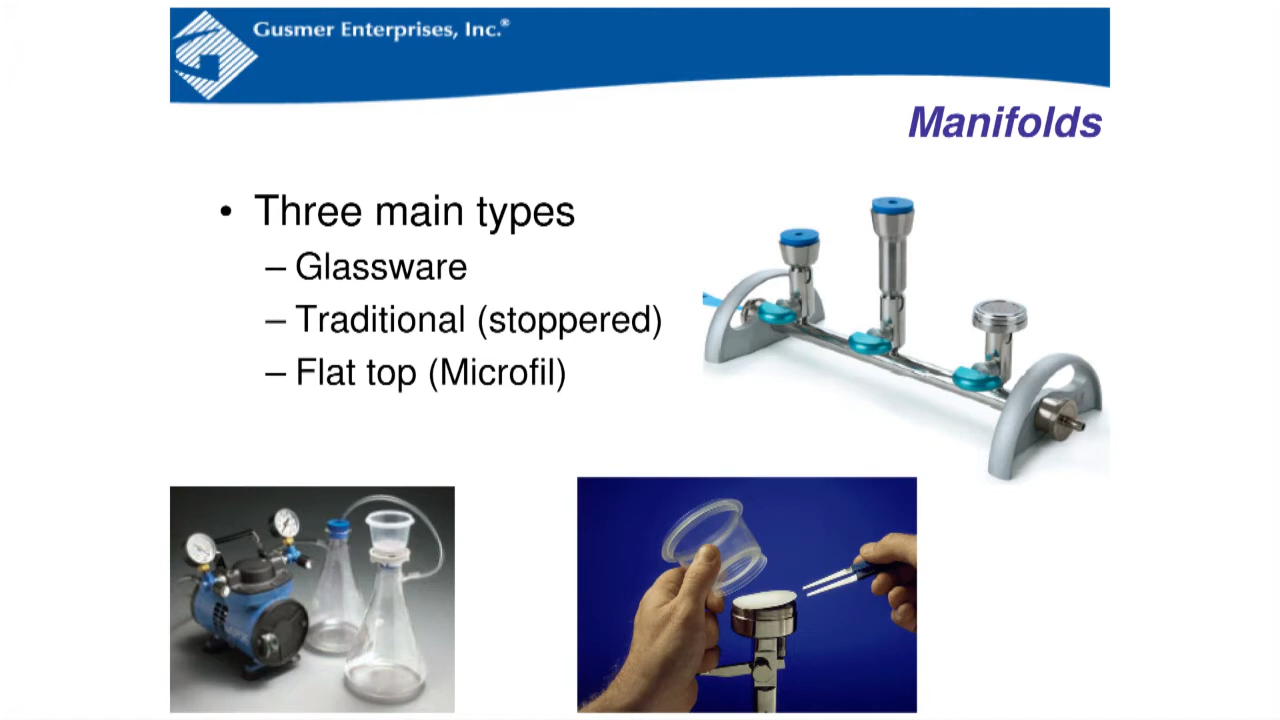 Gusmer Enterprises, Inc.®
Manifolds
• Three main types
– Glassware
– Traditional (stoppered)
– Flat top (Microfil)